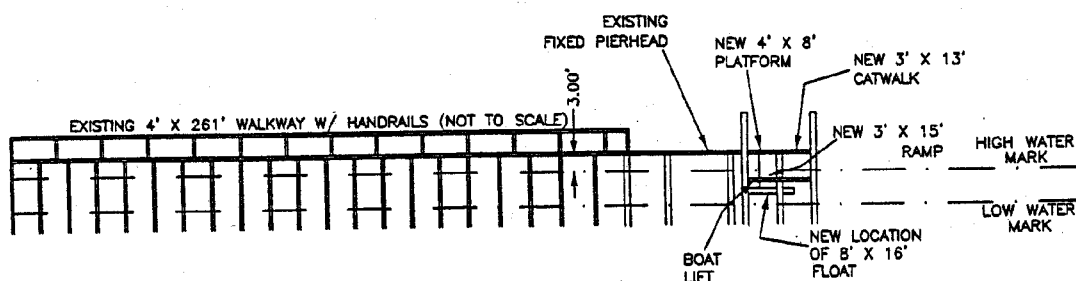 EXISTING
FIXED PIERHEAD
NEW 4' X 8'
PLATFORM
NEW 3' X 13'
CATWALK
3.00'
EXISTING 4' X 261' WALKWAY W/ HANDRAILS (NOT TO SCALE)
NEW 3' X 15'
RAMP
HIGH WATER
MARK
LOW WATER
MARK
BOAT
LIFT
NEW LOCATION
OF 8' X 16'
FLOAT